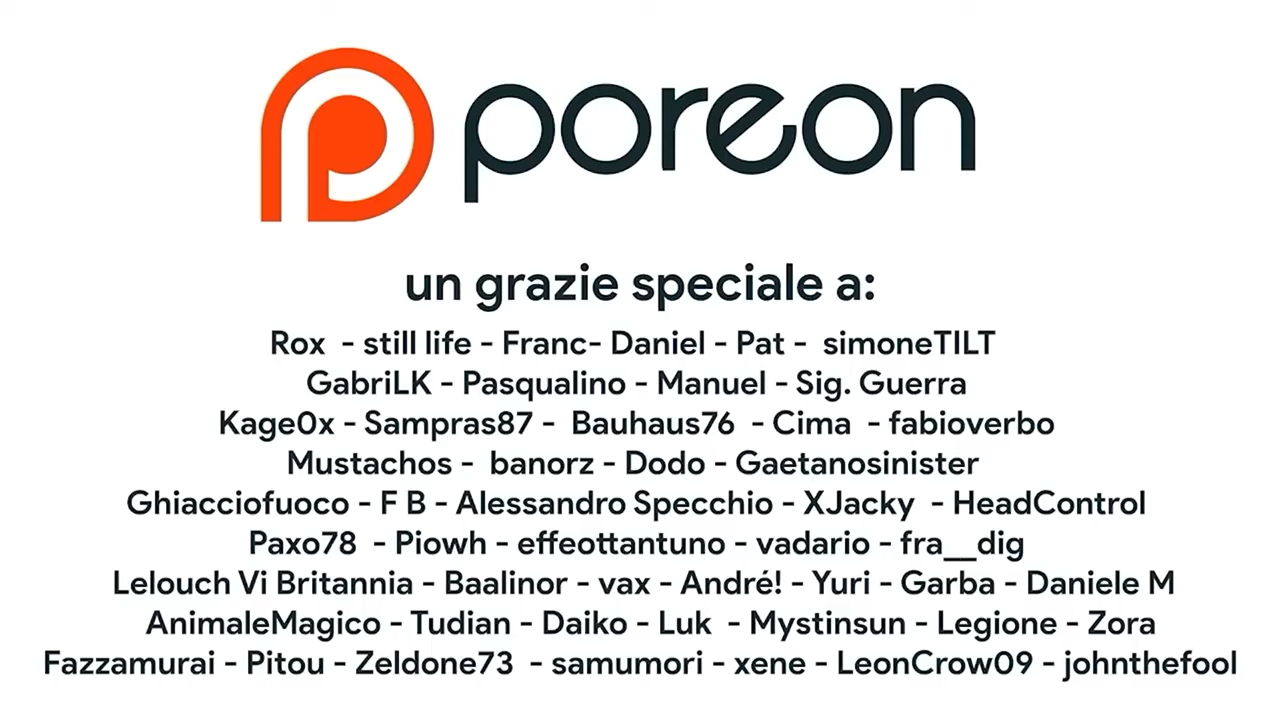 poreon
un grazie speciale a:
Rox - still life - Franc- Daniel - Pat - simoneTILT
GabriLK - Pasqualino - Manuel - Sig. Guerra
Kage0x - Sampras87 - Bauhaus76 - Cima - fabioverbo
Mustachos - banorz - Dodo - Gaetanosinister
Ghiacciofuoco - F B - Alessandro Specchio - XJacky - HeadControl
Paxo78 - Piowh - effeottantuno - vadario - fra__dig
Lelouch Vi Britannia - Baalinor - vax - André! - Yuri - Garba - Daniele M
AnimaleMagico - Tudian - Daiko - Luk - Mystinsun - Legione - Zora
Fazzamurai - Pitou - Zeldone73 - samumori - xene - LeonCrow09 - johnthefool